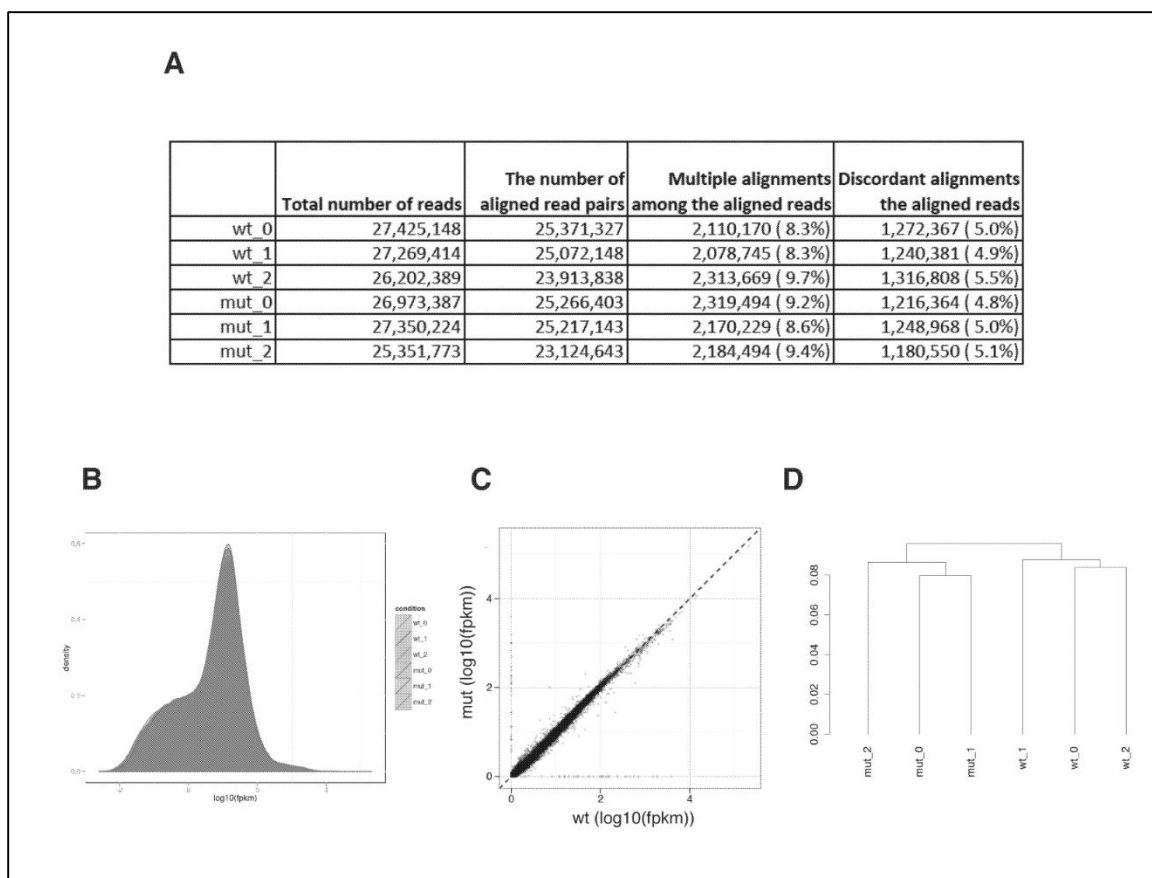 A
Total number of reads
The number of aligned read pairs
Multiple alignments among the aligned reads
Discordant alignments the aligned reads
wt_0 27,425,148 25,371,327 2,110,170 ( 8.3%) 1,272,367 ( 5.0%)
wt_1 27,269,414 25,072,148 2,078,745 ( 8.3%) 1,240,381 ( 4.9%)
wt_2 26,202,389 23,913,838 2,313,669 ( 9.7%) 1,316,808 ( 5.5%)
mut_0 26,973,387 25,266,403 2,319,494 ( 9.2%) 1,216,364 ( 4.8%)
mut_1 27,350,224 25,217,143 2,170,229 ( 8.6%) 1,248,968 ( 5.0%)
mut_2 25,351,773 23,124,643 2,184,494 ( 9.4%) 1,180,550 ( 5.1%)
B
density
0.2
0.0
-2
0
2
4
log10(fpkm)
condition
wt_0
wt_1
wt_2
mut_0
mut_1
mut_2
C
mut (log10(fpkm))
4
2
0
0
2
4
wt (log10(fpkm))
D
0.08
0.06
0.04
0.02
0.00
mut_2
mut_0
mut_1
wt_1
wt_0
wt_2